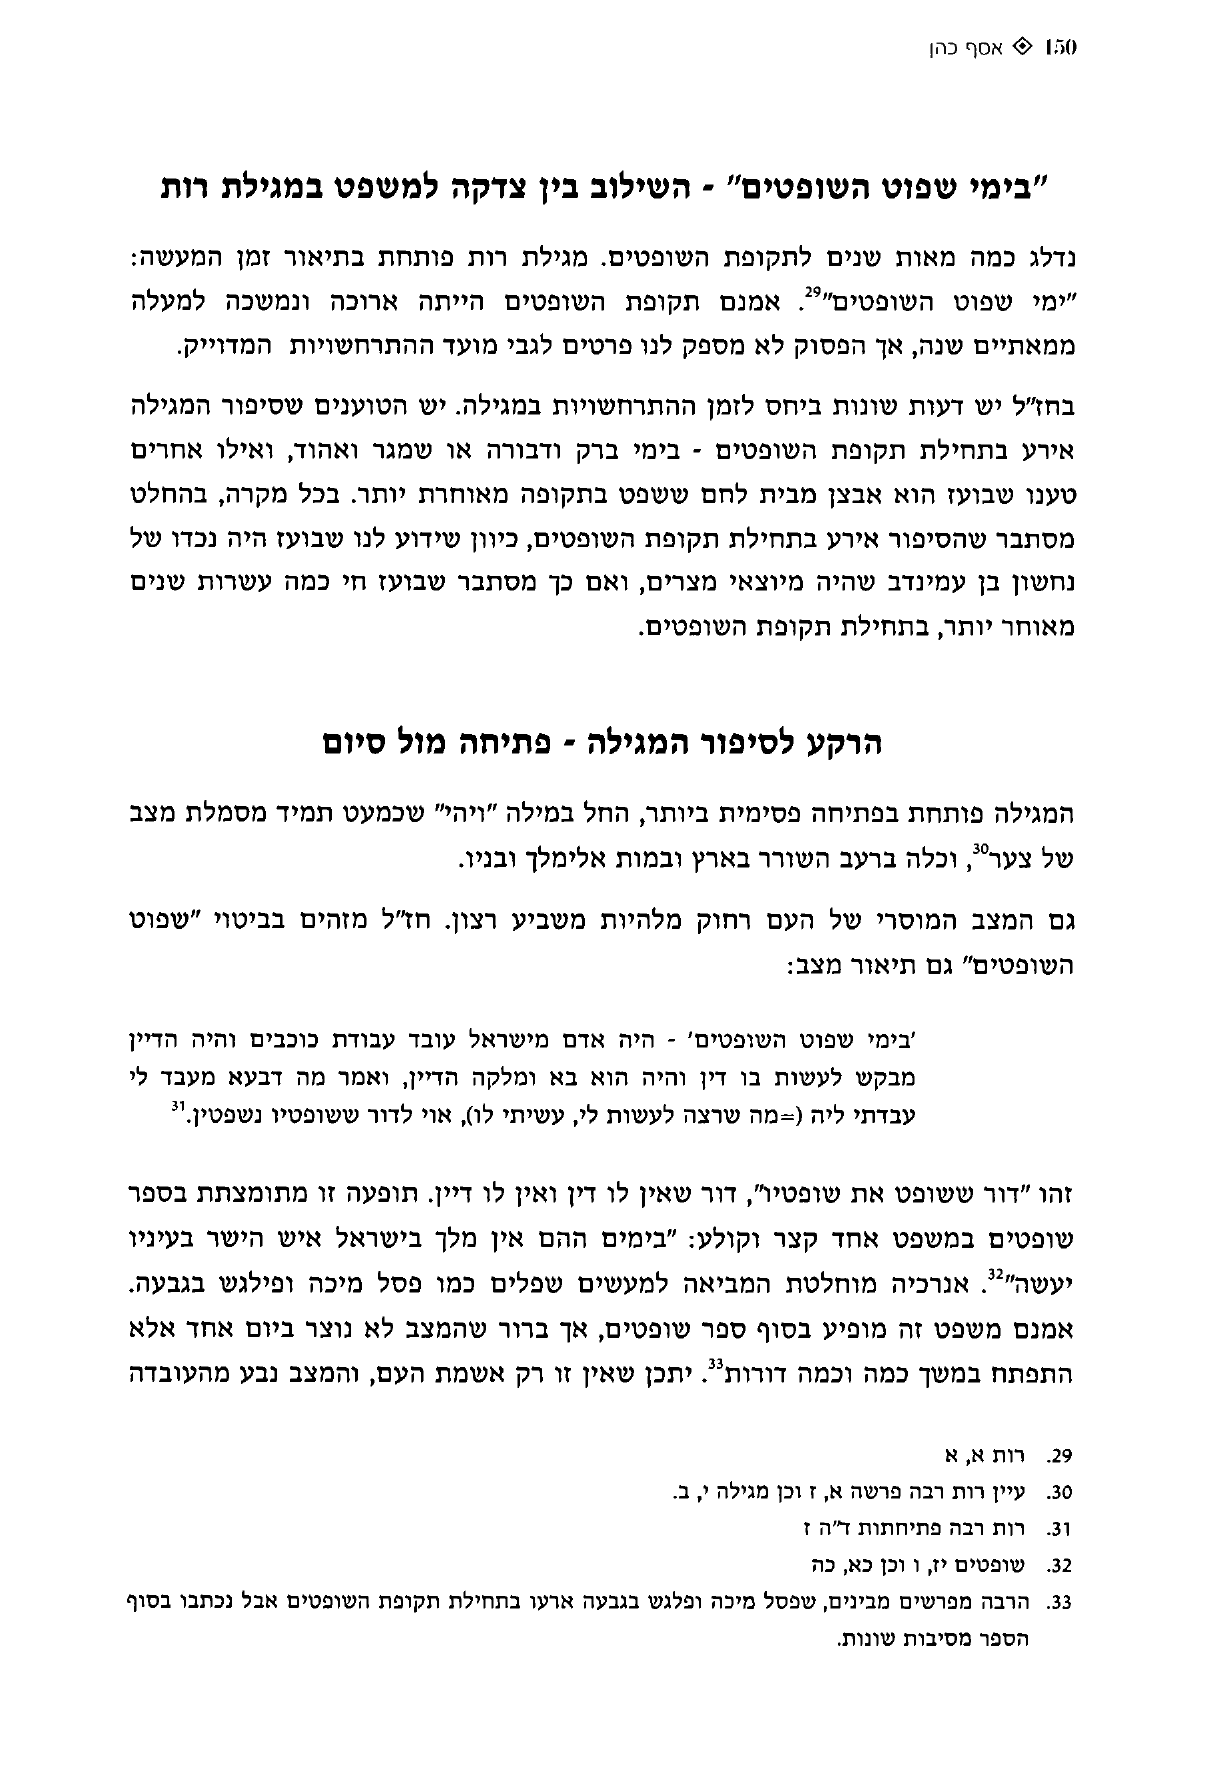 150 ◈ אסף כהן
"בימי שפוט השופטים" - השילוב בין צדקה למשפט במגילת רות
נדלג כמה מאות שנים לתקופת השופטים. מגילת רות פותחת בתיאור זמן המעשה:
"ימי שפוט השופטים"29. אמנם תקופת השופטים הייתה ארוכה ונמשכה למעלה
ממאתיים שנה, אך הפסוק לא מספק לנו פרטים לגבי מועד ההתרחשויות המדוייק.
בחז"ל יש דעות שונות ביחס לזמן ההתרחשויות במגילה. יש הטוענים שסיפור המגילה
אירע בתחילת תקופת השופטים - בימי ברק ודבורה או שמגר ואהוד, ואילו אחרים
טענו שבועז הוא אבצן מבית לחם ששפט בתקופה מאוחרת יותר. בכל מקרה, בהחלט
מסתבר שהסיפור אירע בתחילת תקופת השופטים, כיוון שידוע לנו שבועז היה נכדו של
נחשון בן עמינדב שהיה מיוצאי מצרים, ואם כך מסתבר שבועז חי כמה עשרות שנים
מאוחר יותר, בתחילת תקופת השופטים.
הרקע לסיפור המגילה - פתיחה מול סיום
המגילה פותחת בפתיחה פסימית ביותר, החל במילה "ויהי" שכמעט תמיד מסמלת מצב
של צער30, וכלה ברעב השורר בארץ ובמות אלימלך ובניו.
גם המצב המוסרי של העם רחוק מלהיות משביע רצון. חז"ל מזהים בביטוי "שפוט
השופטים" גם תיאור מצב:
'בימי שפוט השופטים' - היה אדם מישראל עובד עבודת כוכבים והיה הדיין
מבקש לעשות בו דין והיה הוא בא ומלקה הדיין, ואמר מה דבעא מעבד לי
עבדתי ליה (=מה שרצה לעשות לי, עשיתי לו), אוי לדור ששופטיו נשפטין.31
זהו "דור ששופט את שופטיו", דור שאין לו דין ואין לו דיין. תופעה זו מתומצתת בספר
שופטים במשפט אחד קצר וקולע: "בימים ההם אין מלך בישראל איש הישר בעיניו
יעשה"32. אנרכיה מוחלטת המביאה למעשים שפלים כמו פסל מיכה ופילגש בגבעה.
אמנם משפט זה מופיע בסוף ספר שופטים, אך ברור שהמצב לא נוצר ביום אחד אלא
התפתח במשך כמה וכמה דורות33. יתכן שאין זו רק אשמת העם, והמצב נבע מהעובדה
29. רות א, א
30. עיין רות רבה פרשה א, ז וכן מגילה י, ב.
31. רות רבה פתיחתות ד"ה ז
32. שופטים יז, ו וכן כא, כה
33. הרבה מפרשים מבינים, שפסל מיכה ופלגש בגבעה ארעו בתחילת תקופת השופטים אבל נכתבו בסוף
הספר מסיבות שונות.